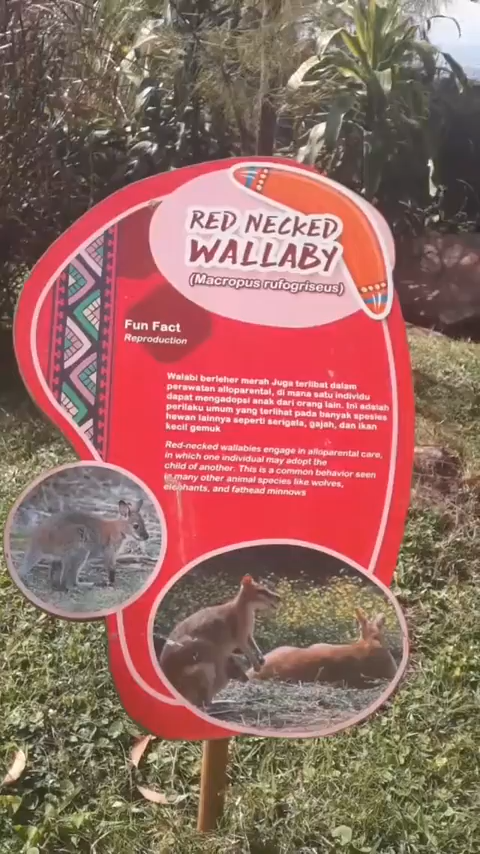 RED NECKED
WALLABY
(Macropus rufogriseus)
Fun Fact
Reproduction
Walabi berleher merah Juga terlibat dalam
perawatan alloparental, di mana satu individu
dapat mengadopsi anak dari orang lain. Ini adalah
perilaku umum yang terlihat pada banyak spesies
hewan lainnya seperti serigala, gajah, dan ikan
kecil gemuk
Red-necked wallabies engage in alloparental care,
in which one individual may adopt the
child of another. This is a common behavior seen
in many other animal species like wolves,
elephants, and fathead minnows